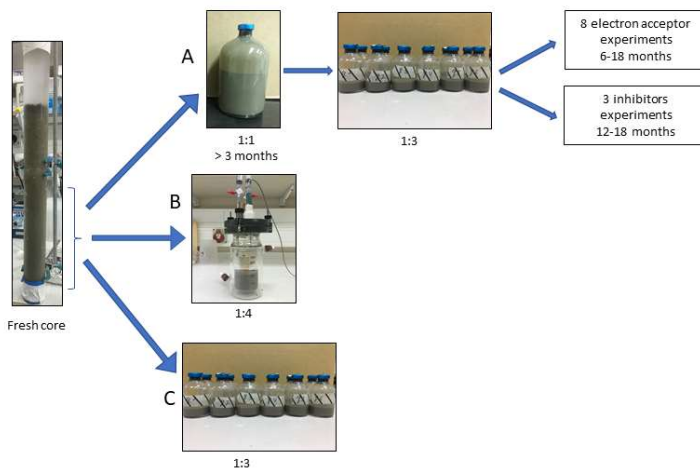 A
1:1
> 3 months
1:3
8 electron acceptor
experiments
6-18 months
3 inhibitors
experiments
12-18 months
B
1:4
Fresh core
C
1:3